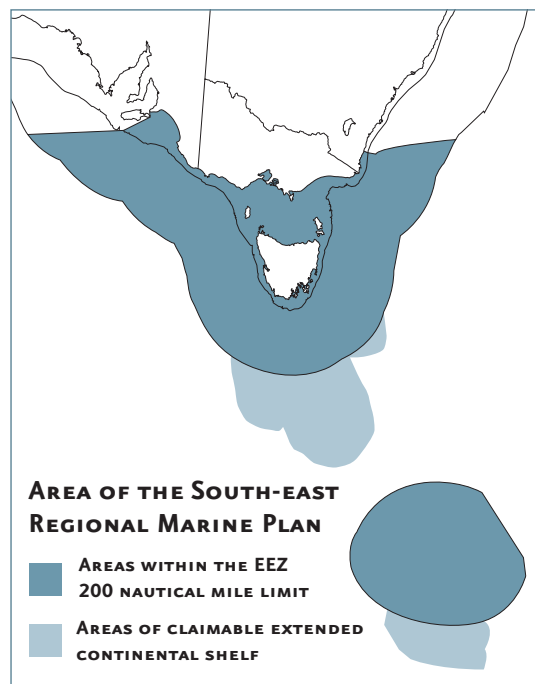 Area of the South-east
Regional Marine Plan
Areas within the EEZ
200 nautical mile limit
Areas of claimable extended
continental shelf